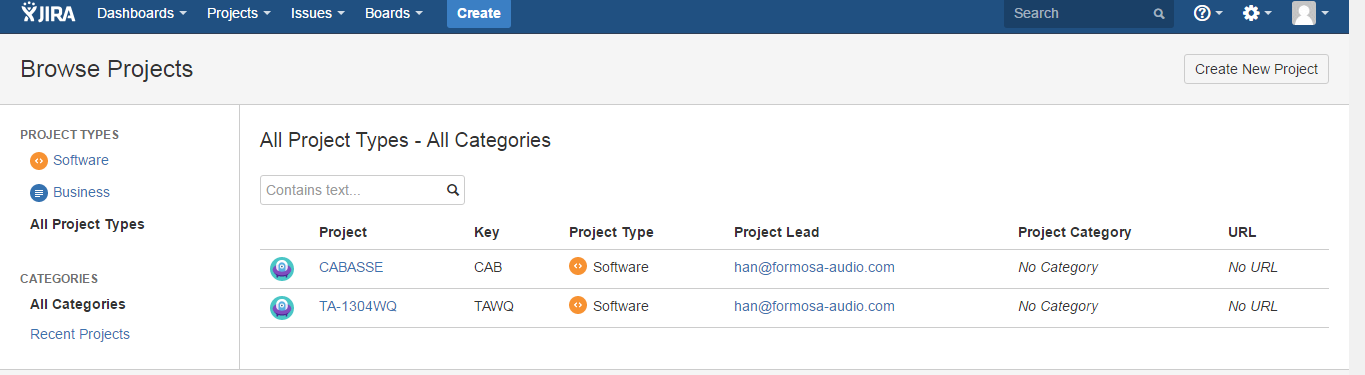 JIRA Dashboards Projects Issues Boards Create Search
Browse Projects Create New Project
PROJECT TYPES
Software
Business
All Project Types
CATEGORIES
All Categories
Recent Projects
All Project Types - All Categories
Contains text...
Project Key Project Type Project Lead Project Category URL
CABASSE CAB Software han@formosa-audio.com No Category No URL
TA-1304WQ TAWQ Software han@formosa-audio.com No Category No URL